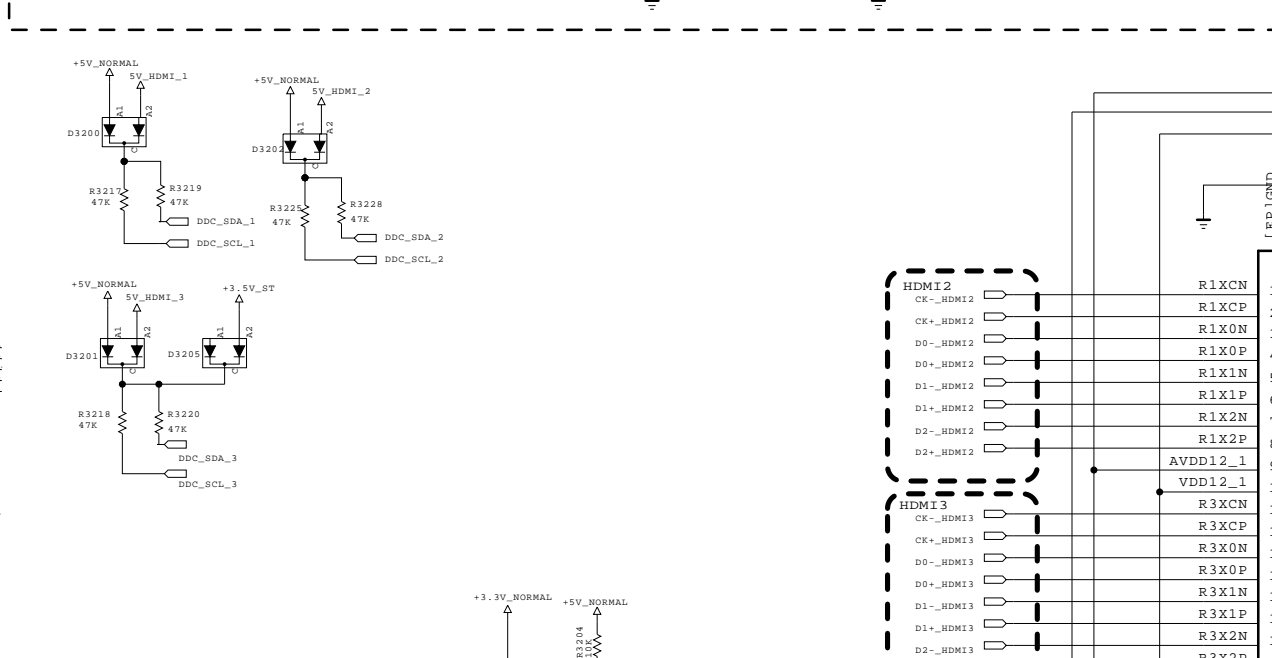 +5V_NORMAL
5V_HDMI_1
A1
A2
D3200
C
R3217
47K
R3219
47K
DDC_SDA_1
DDC_SCL_1
+5V_NORMAL
5V_HDMI_2
A1
A2
D3202
C
R3225
47K
R3228
47K
DDC_SDA_2
DDC_SCL_2
+5V_NORMAL
5V_HDMI_3
+3.5V_ST
A1
A2
A1
A2
D3201
C
D3205
C
R3218
47K
R3220
47K
DDC_SDA_3
DDC_SCL_3
+3.3V_NORMAL
+5V_NORMAL
R3204
10K
HDMI2
CK-_HDMI2
CK+_HDMI2
D0-_HDMI2
D0+_HDMI2
D1-_HDMI2
D1+_HDMI2
D2-_HDMI2
D2+_HDMI2
HDMI3
CK-_HDMI3
CK+_HDMI3
D0-_HDMI3
D0+_HDMI3
D1-_HDMI3
D1+_HDMI3
D2-_HDMI3
[EP]GND
R1XCN
R1XCP
R1X0N
R1X0P
R1X1N
R1X1P
R1X2N
R1X2P
AVDD12_1
VDD12_1
R3XCN
R3XCP
R3X0N
R3X0P
R3X1N
R3X1P
R3X2N
R3X2P